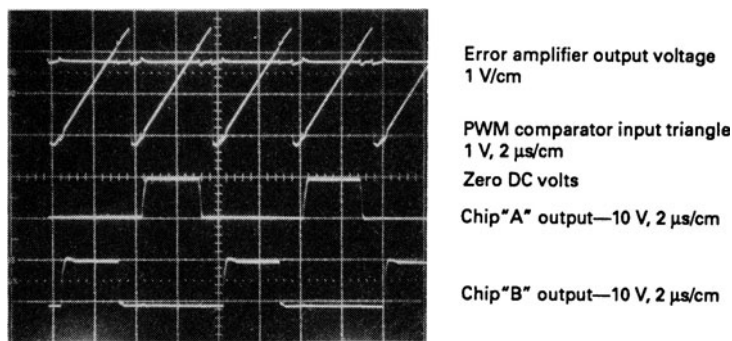 Error amplifier output voltage
1 V/cm
PWM comparator input triangle
1 V, 2 μs/cm
Zero DC volts
Chip"A" output—10 V, 2 μs/cm
Chip"B" output—10 V, 2 μs/cm